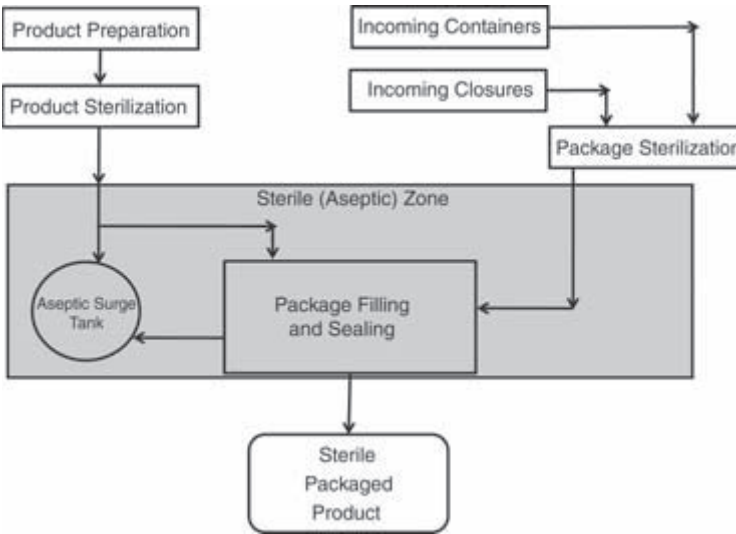 Product Preparation
Incoming Containers
Product Sterilization
Incoming Closures
Package Sterilization
Sterile (Aseptic) Zone
Aseptic Surge
Tank
Package Filling
and Sealing
Sterile
Packaged
Product